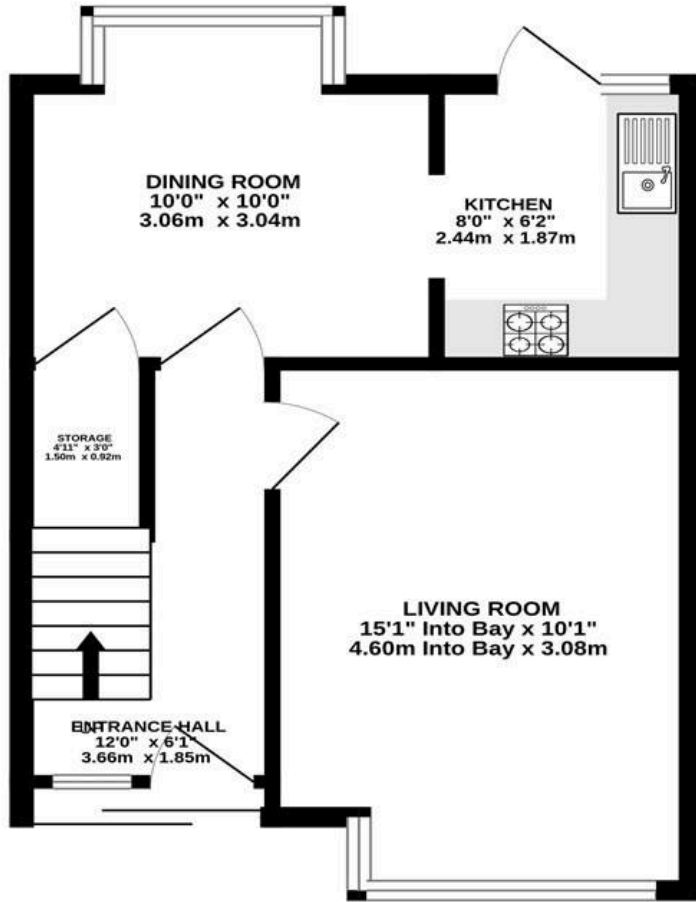 DINING ROOM
10'0" x 10'0"
3.06m x 3.04m
KITCHEN
8'0" x 6'2"
2.44m x 1.87m
STORAGE
4'11" x 3'0"
1.50m x 0.92m
LIVING ROOM
15'1" Into Bay x 10'1"
4.60m Into Bay x 3.08m
UP
ENTRANCE HALL
12'0" x 6'1"
3.66m x 1.85m